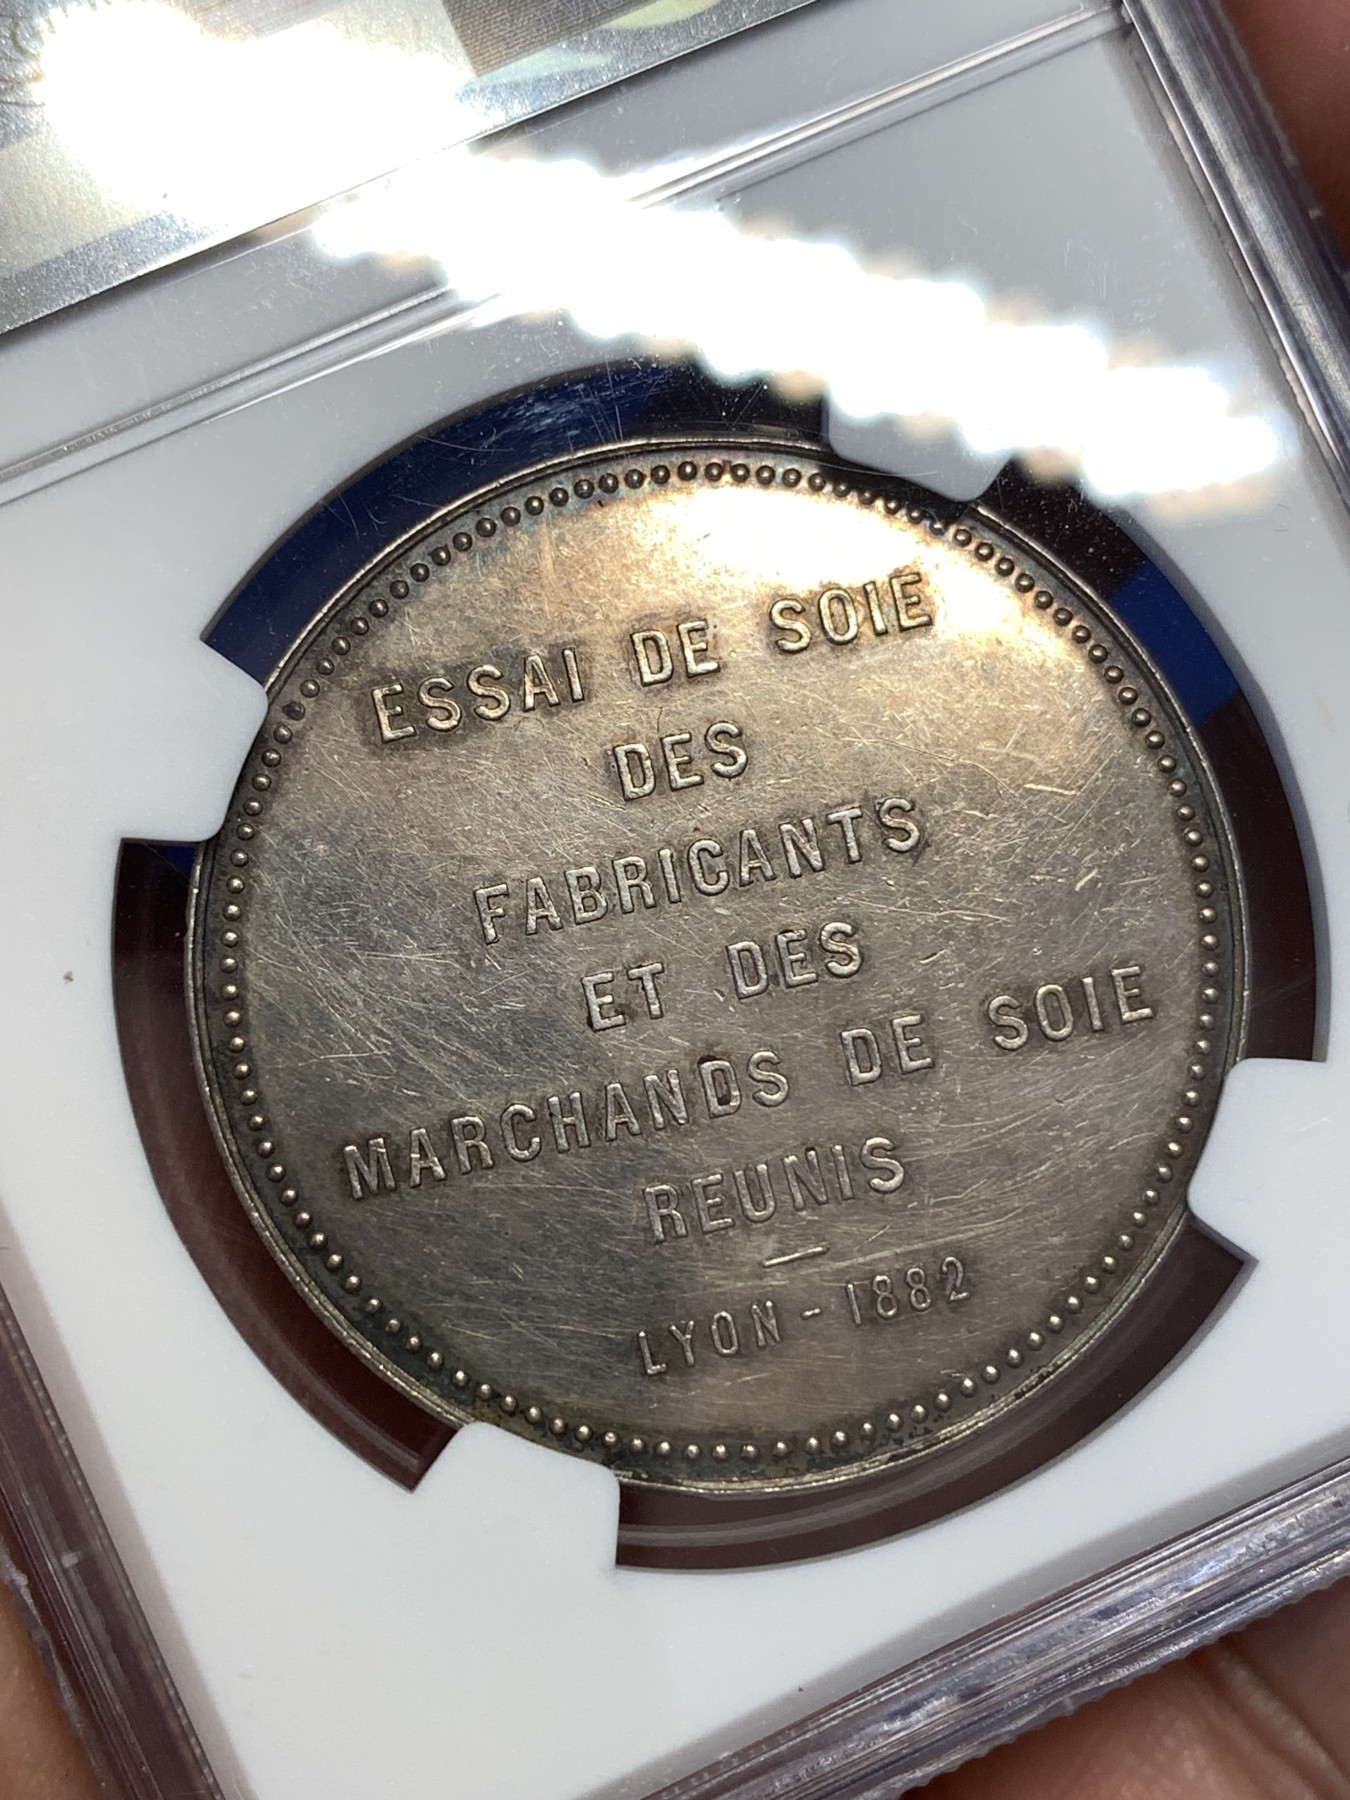 ESSAI DE SOIE
DES
FABRICANTS
ET DES
MARCHANDS DE SOIE
REUNIS
LYON - 1882